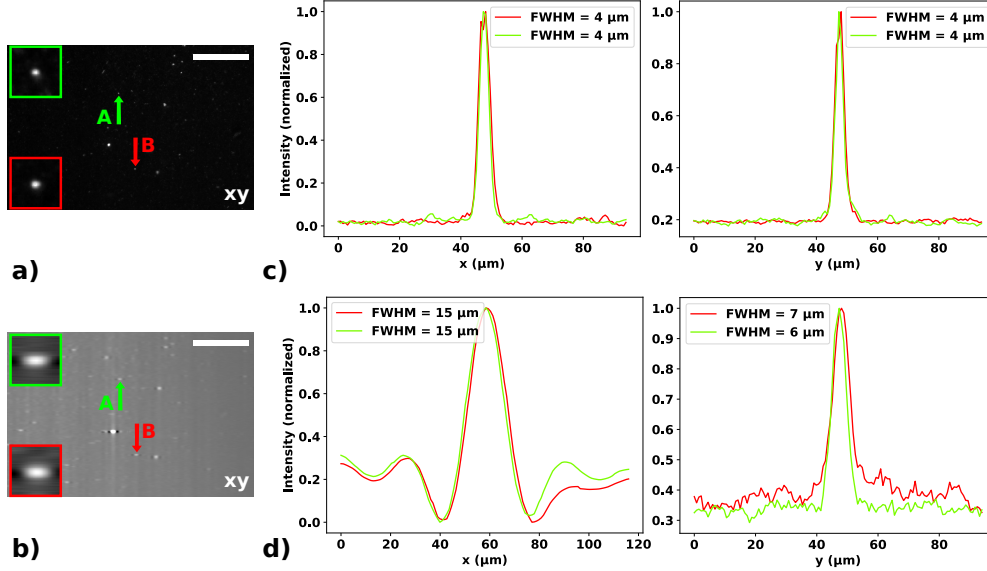 a)
A
B
xy
b)
A
B
xy
c)
FWHM = 4 μm
FWHM = 4 μm
Intensity (normalized)
1.0
0.8
0.6
0.4
0.2
0.0
0
20
40
60
80
x (μm)
FWHM = 4 μm
FWHM = 4 μm
1.0
0.8
0.6
0.4
0.2
0
20
40
60
80
y (μm)
d)
FWHM = 15 μm
FWHM = 15 μm
Intensity (normalized)
1.0
0.8
0.6
0.4
0.2
0.0
0
20
40
60
80
100
120
x (μm)
FWHM = 7 μm
FWHM = 6 μm
1.0
0.9
0.8
0.7
0.6
0.5
0.4
0.3
0
20
40
60
80
y (μm)